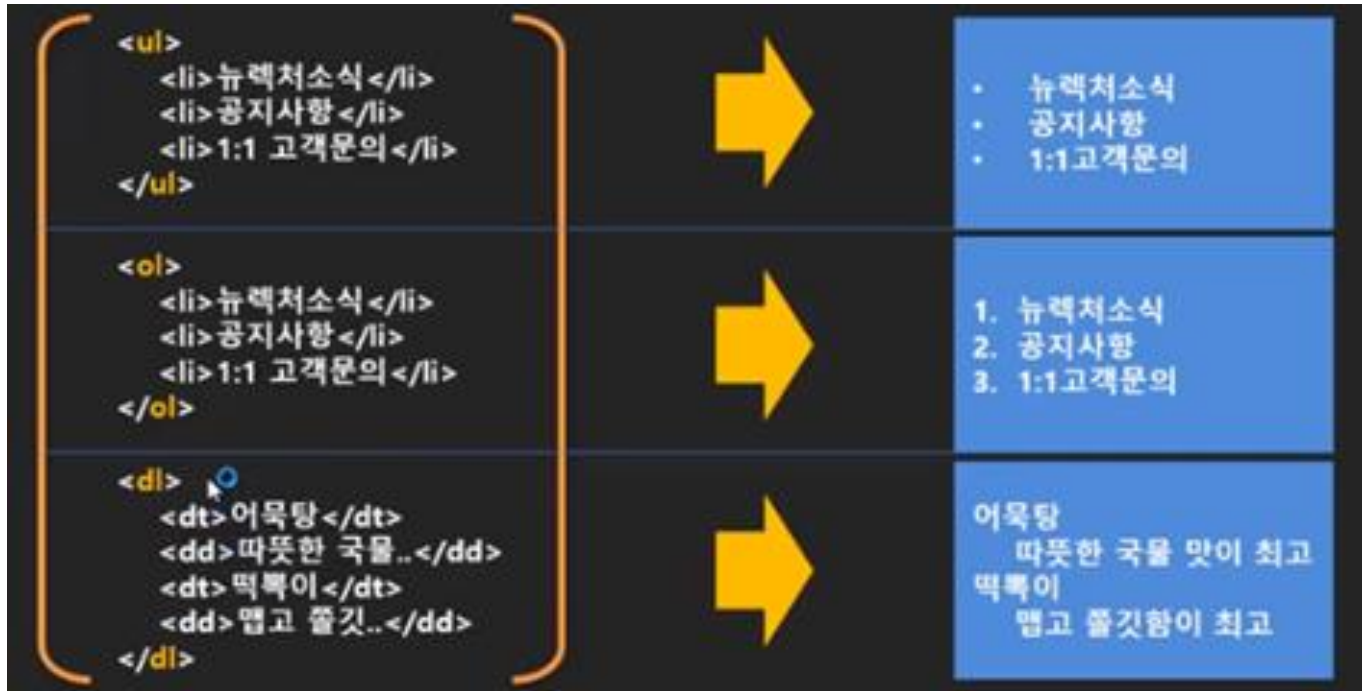 <ul>
<li>뉴렉처소식</li>
<li>공지사항</li>
<li>1:1 고객문의</li>
</ul>
• 뉴렉처소식
• 공지사항
• 1:1고객문의
<ol>
<li>뉴렉처소식</li>
<li>공지사항</li>
<li>1:1 고객문의</li>
</ol>
1. 뉴렉처소식
2. 공지사항
3. 1:1고객문의
<dl>
<dt>어묵탕</dt>
<dd>따뜻한 국물..</dd>
<dt>떡뽁이</dt>
<dd>맵고 쫄깃..</dd>
</dl>
어묵탕
따뜻한 국물 맛이 최고
떡뽁이
맵고 쫄깃함이 최고